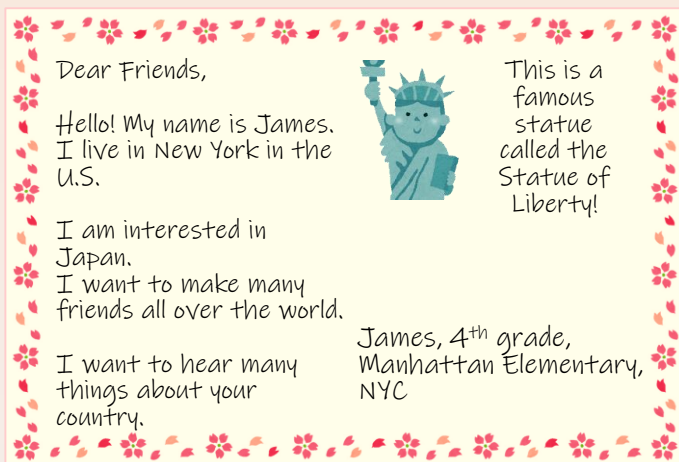 Dear Friends,
Hello! My name is James.
I live in New York in the
U.S.
I am interested in
Japan.
I want to make many
friends all over the world.
I want to hear many
things about your
country.
This is a
famous
statue
called the
Statue of
Liberty!
James, 4th grade,
Manhattan Elementary,
NYC